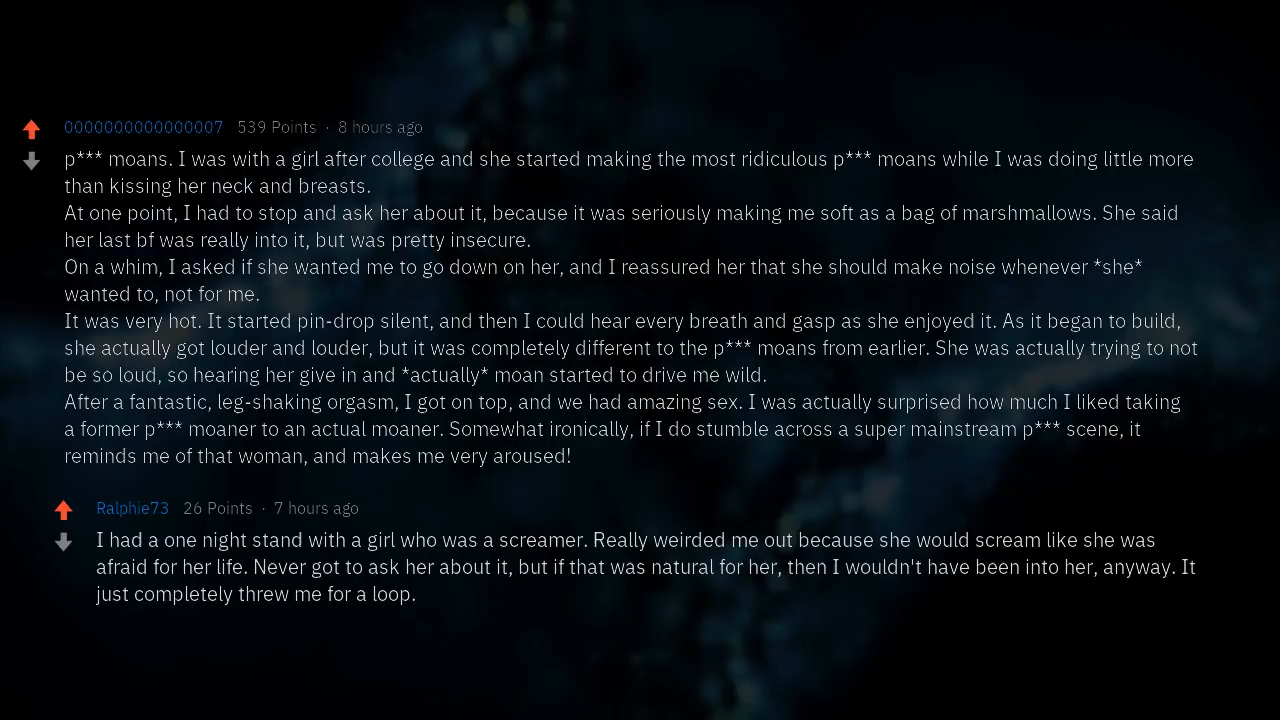 0000000000000007 539 Points · 8 hours ago
p*** moans. I was with a girl after college and she started making the most ridiculous p*** moans while I was doing little more
than kissing her neck and breasts.
At one point, I had to stop and ask her about it, because it was seriously making me soft as a bag of marshmallows. She said
her last bf was really into it, but was pretty insecure.
On a whim, I asked if she wanted me to go down on her, and I reassured her that she should make noise whenever *she*
wanted to, not for me.
It was very hot. It started pin-drop silent, and then I could hear every breath and gasp as she enjoyed it. As it began to build,
she actually got louder and louder, but it was completely different to the p*** moans from earlier. She was actually trying to not
be so loud, so hearing her give in and *actually* moan started to drive me wild.
After a fantastic, leg-shaking orgasm, I got on top, and we had amazing sex. I was actually surprised how much I liked taking
a former p*** moaner to an actual moaner. Somewhat ironically, if I do stumble across a super mainstream p*** scene, it
reminds me of that woman, and makes me very aroused!
Ralphie73 26 Points · 7 hours ago
I had a one night stand with a girl who was a screamer. Really weirded me out because she would scream like she was
afraid for her life. Never got to ask her about it, but if that was natural for her, then I wouldn't have been into her, anyway. It
just completely threw me for a loop.